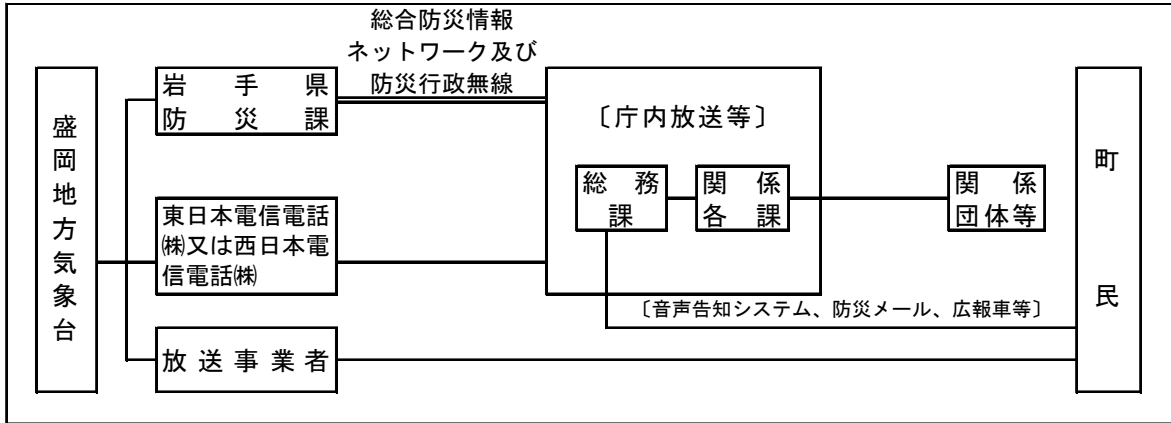 総合防災情報
ネットワーク及び
防災行政無線
盛岡地方気象台
岩手県
防災課
東日本電信電話
㈱又は西日本電
信電話㈱
放送事業者
〔庁内放送等〕
総務
課
関係
各課
関係
団体等
〔音声告知システム、防災メール、広報車等〕
町民